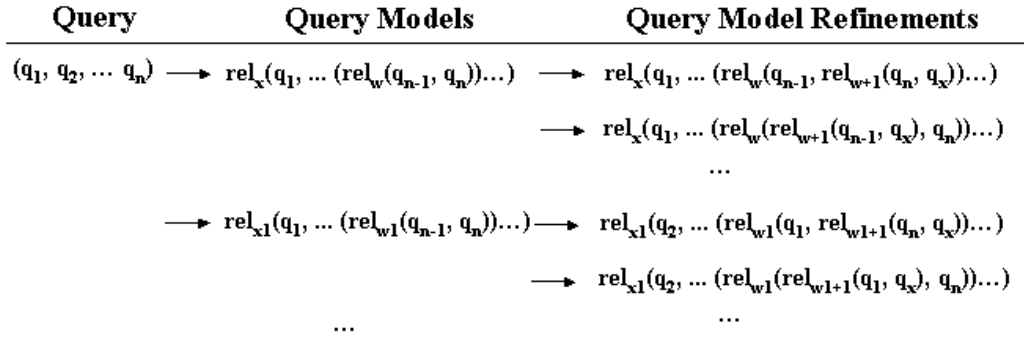 Query Query Models Query Model Refinements
(q1, q2, … qn) → relx(q1, ... (relw(qn-1, qn))…) → relx(q1, ... (relw(qn-1, relw+1(qn, qx))…)
→ relx(q1, ... (relw(relw+1(qn-1, qx), qn))…)
…
→ relx1(q1, ... (relw1(qn-1, qn))…) → relx1(q2, ... (relw1(q1, relw1+1(qn, qx))…)
→ relx1(q2, ... (relw1(relw1+1(q1, qx), qn))…)
… …